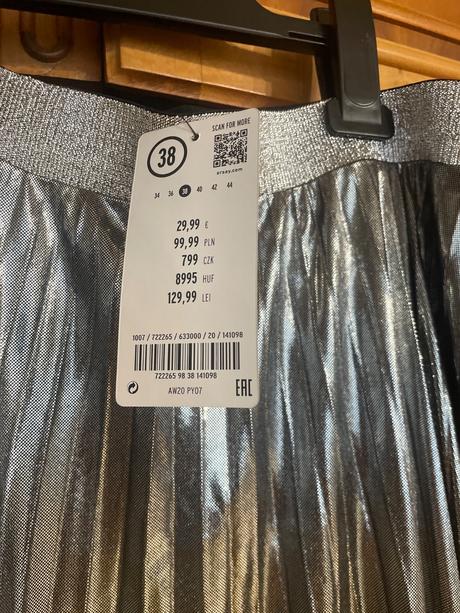 SCAN FOR MORE
38
orsay.com
34 36 38 40 42 44
29,99 €
99,99 PLN
799 CZK
8995 HUF
129,99 LEI
1007 / 722265 / 633000 / 20 / 141098
722265 98 38 141098
AW20 PY07
EAC